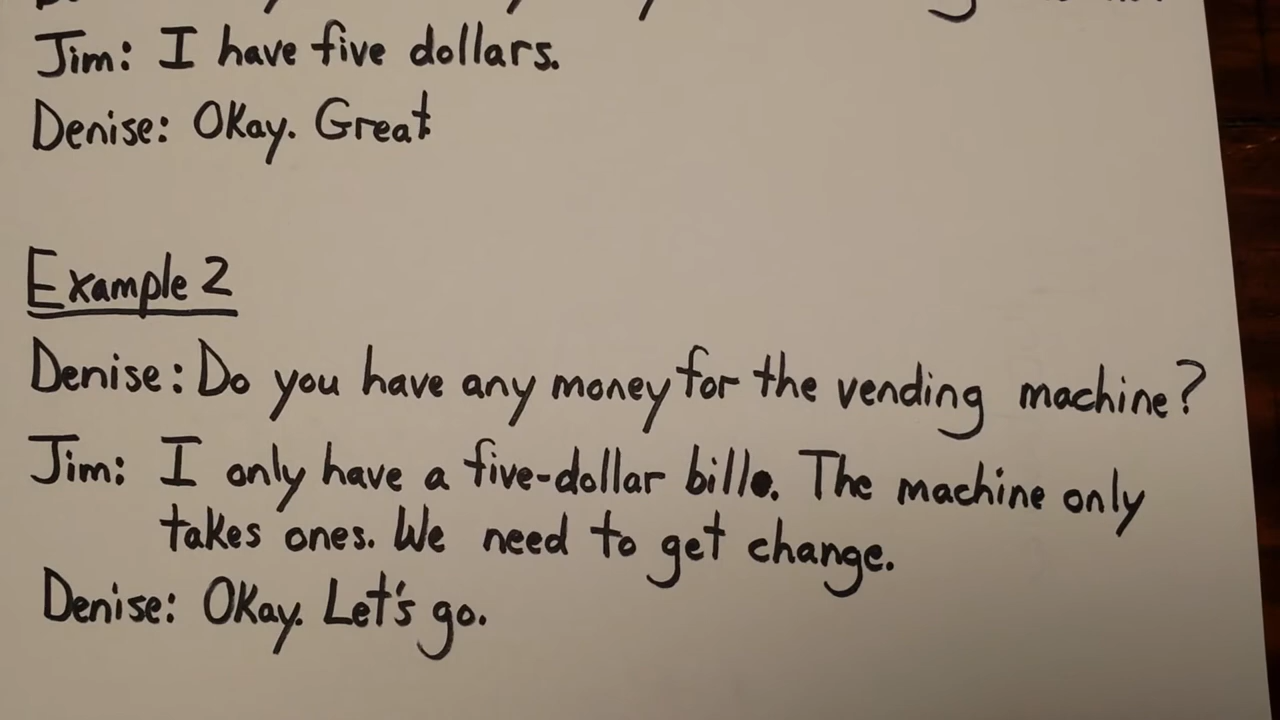 Jim: I have five dollars.
Denise: Okay. Great
Example 2
Denise: Do you have any money for the vending machine?
Jim: I only have a five-dollar bill. The machine only
takes ones. We need to get change.
Denise: Okay. Let's go.